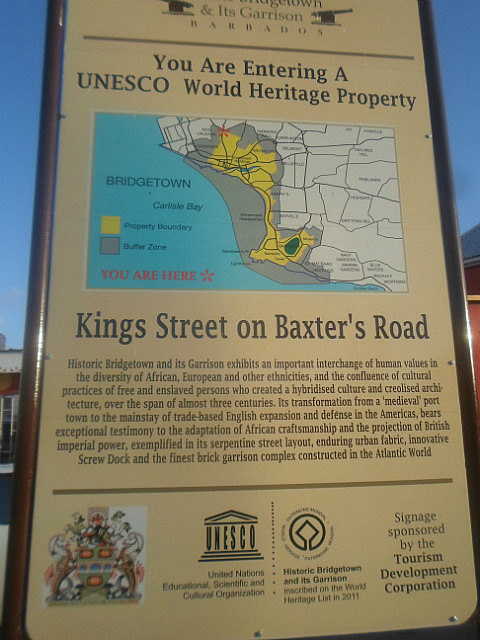 Bridgetown
& Its Garrison
BARBADOS
You Are Entering A
UNESCO World Heritage Property
BRIDGETOWN
Carlisle Bay
Property Boundary
Buffer Zone
YOU ARE HERE
Kings Street on Baxter's Road
Historic Bridgetown and its Garrison exhibits an important interchange of human values in
the diversity of African, European and other ethnicities, and the confluence of cultural
practices of free and enslaved persons who created a hybridised culture and creolised archi-
tecture, over the span of almost three centuries. Its transformation from a 'medieval' port
town to the mainstay of trade-based English expansion and defense in the Americas, bears
exceptional testimony to the adaptation of African craftsmanship and the projection of British
imperial power, exemplified in its serpentine street layout, enduring urban fabric, innovative
Screw Dock and the finest brick garrison complex constructed in the Atlantic World
UNESCO
United Nations
Educational, Scientific and
Cultural Organization
Historic Bridgetown
and its Garrison
inscribed on the World
Heritage List in 2011
Signage
sponsored
by the
Tourism
Development
Corporation